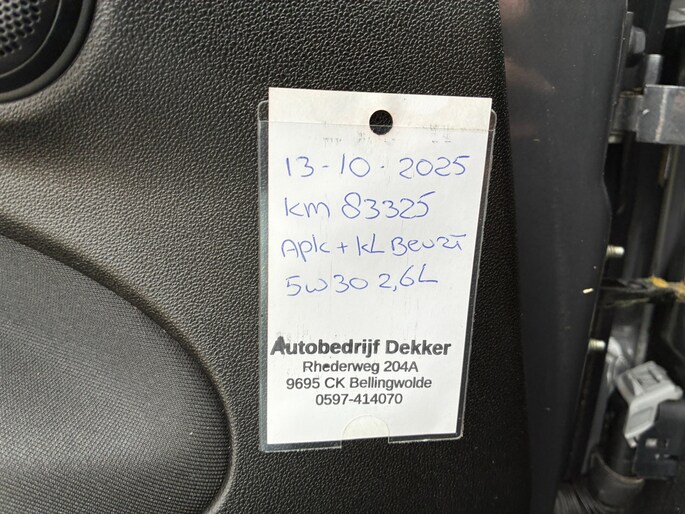 13-10-2025
km 83325
Apk + kL Beurt
5w30 2,6L
Autobedrijf Dekker
Rhederweg 204A
9695 CK Bellingwolde
0597-414070